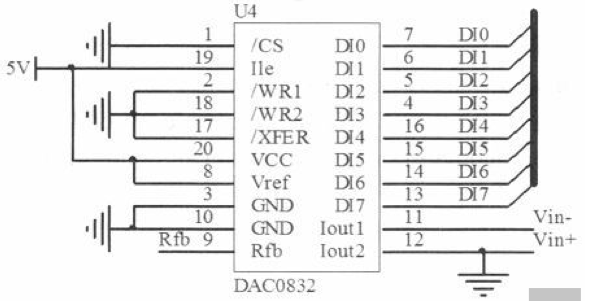 U4
1 /CS DI0 7 DI0
19 Ile DI1 6 DI1
5V
2 /WR1 DI2 5 DI2
18 /WR2 DI3 4 DI3
17 /XFER DI4 16 DI4
20 VCC DI5 15 DI5
8 Vref DI6 14 DI6
3 GND DI7 13 DI7
10 GND Iout1 11 Vin-
Rfb 9 Rfb Iout2 12 Vin+
DAC0832